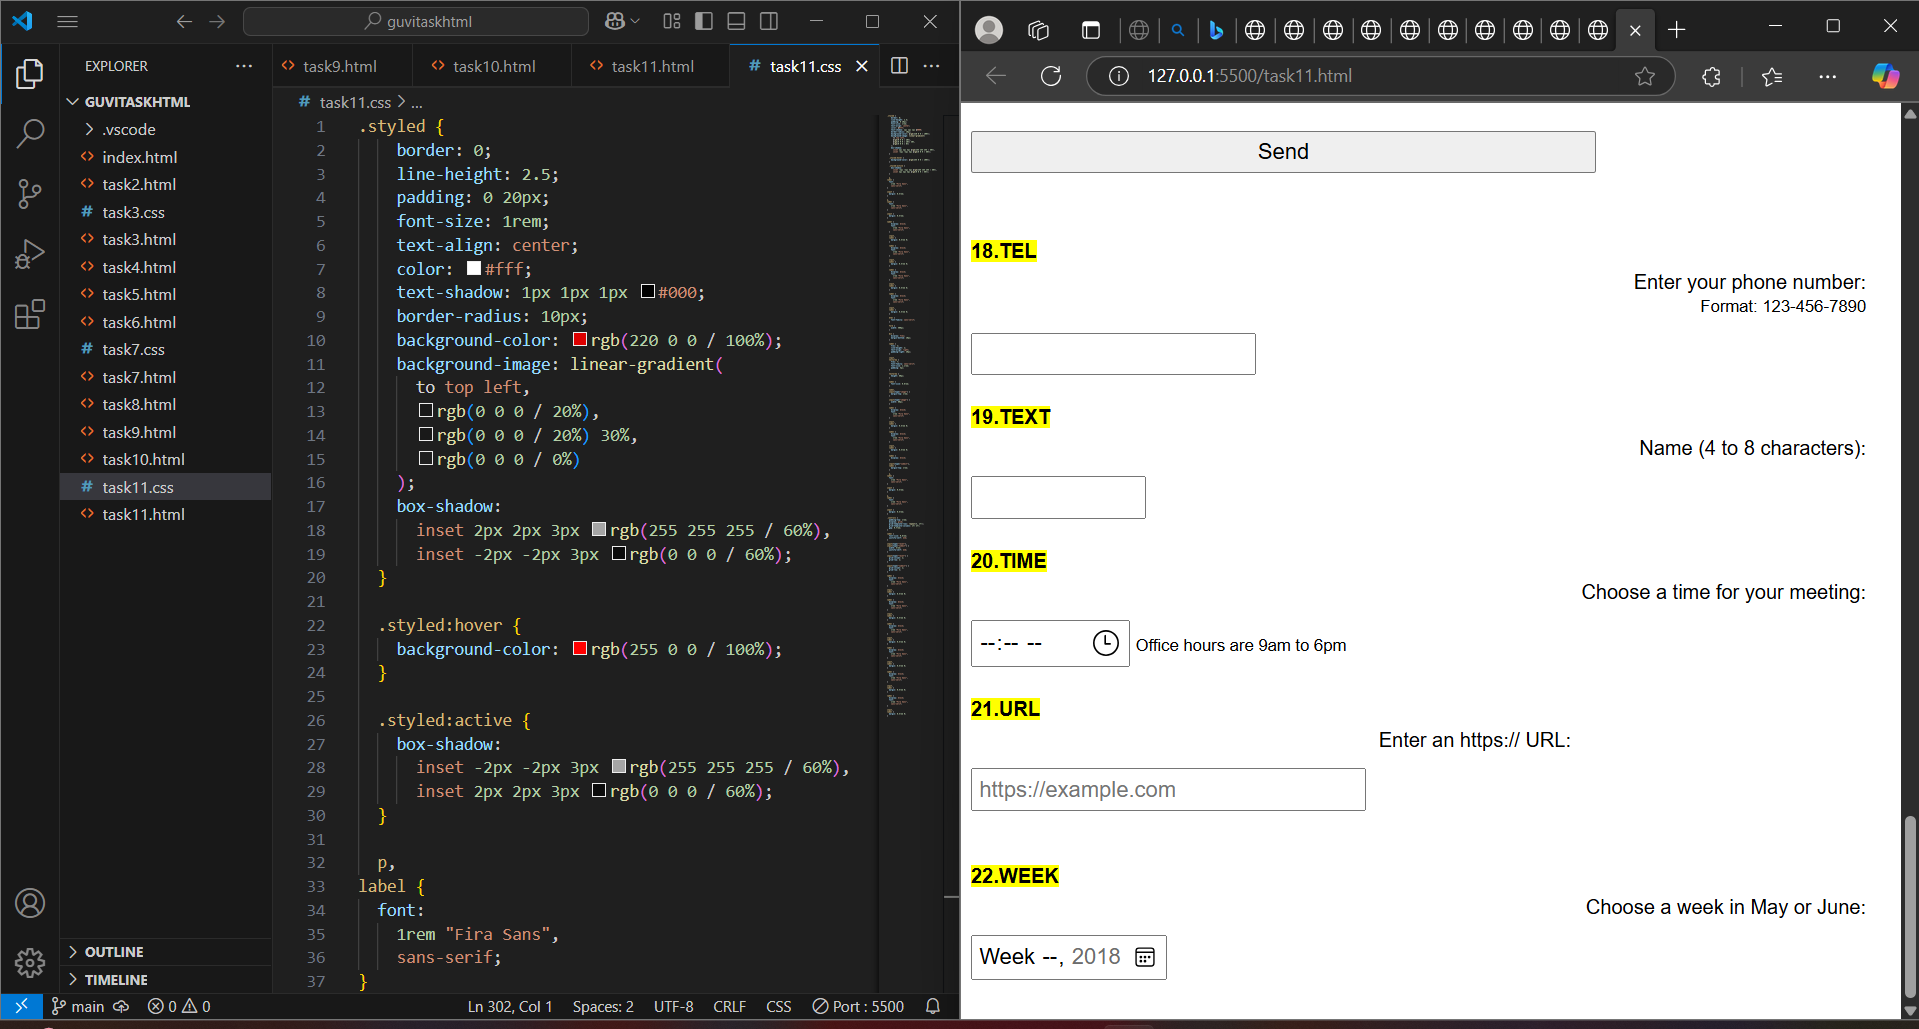 guvitaskhtml
EXPLORER
GUVITASKHTML
.vscode
index.html
task2.html
task3.css
task3.html
task4.html
task5.html
task6.html
task7.css
task7.html
task8.html
task9.html
task10.html
task11.css
task11.html
OUTLINE
TIMELINE
task9.html
task10.html
task11.html
# task11.css
# task11.css > ...
1 .styled {
2 border: 0;
3 line-height: 2.5;
4 padding: 0 20px;
5 font-size: 1rem;
6 text-align: center;
7 color: #fff;
8 text-shadow: 1px 1px 1px #000;
9 border-radius: 10px;
10 background-color: rgb(220 0 0 / 100%);
11 background-image: linear-gradient(
12 to top left,
13 rgb(0 0 0 / 20%),
14 rgb(0 0 0 / 20%) 30%,
15 rgb(0 0 0 / 0%)
16 );
17 box-shadow:
18 inset 2px 2px 3px rgb(255 255 255 / 60%),
19 inset -2px -2px 3px rgb(0 0 0 / 60%);
20 }
21
22 .styled:hover {
23 background-color: rgb(255 0 0 / 100%);
24 }
25
26 .styled:active {
27 box-shadow:
28 inset -2px -2px 3px rgb(255 255 255 / 60%),
29 inset 2px 2px 3px rgb(0 0 0 / 60%);
30 }
31
32 p,
33 label {
34 font:
35 1rem "Fira Sans",
36 sans-serif;
37 }
main
0 0
Ln 302, Col 1
Spaces: 2
UTF-8
CRLF
CSS
Port : 5500
127.0.0.1:5500/task11.html
Send
18.TEL
Enter your phone number:
Format: 123-456-7890
19.TEXT
Name (4 to 8 characters):
20.TIME
Choose a time for your meeting:
--:-- --
Office hours are 9am to 6pm
21.URL
Enter an https:// URL:
https://example.com
22.WEEK
Choose a week in May or June:
Week --, 2018